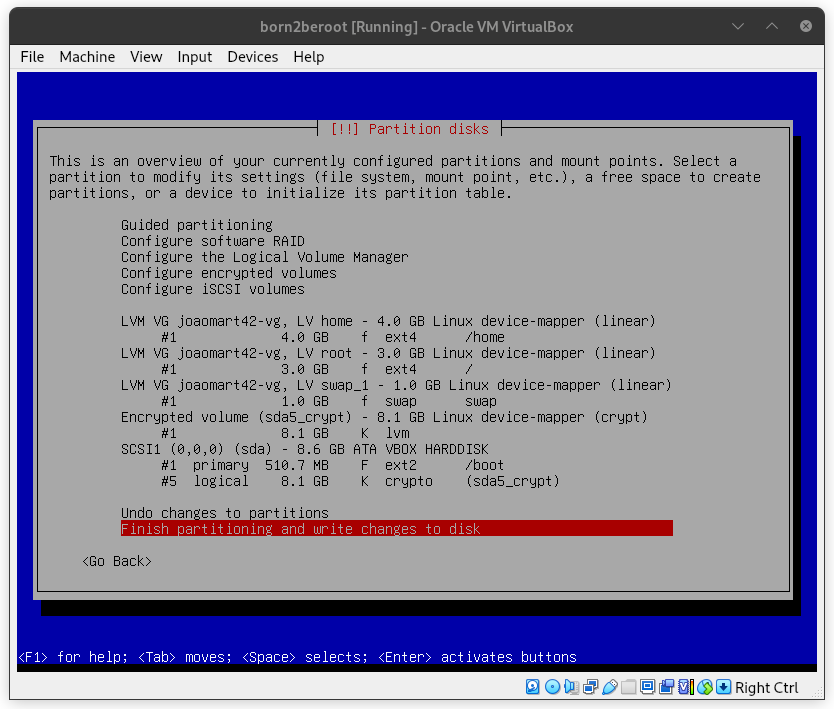 born2beroot [Running] - Oracle VM VirtualBox
File Machine View Input Devices Help
[!!] Partition disks
This is an overview of your currently configured partitions and mount points. Select a
partition to modify its settings (file system, mount point, etc.), a free space to create
partitions, or a device to initialize its partition table.
Guided partitioning
Configure software RAID
Configure the Logical Volume Manager
Configure encrypted volumes
Configure iSCSI volumes
LVM VG joaomart42-vg, LV home - 4.0 GB Linux device-mapper (linear)
#1 4.0 GB f ext4 /home
LVM VG joaomart42-vg, LV root - 3.0 GB Linux device-mapper (linear)
#1 3.0 GB f ext4 /
LVM VG joaomart42-vg, LV swap_1 - 1.0 GB Linux device-mapper (linear)
#1 1.0 GB f swap swap
Encrypted volume (sda5_crypt) - 8.1 GB Linux device-mapper (crypt)
#1 8.1 GB K lvm
SCSI1 (0,0,0) (sda) - 8.6 GB ATA VBOX HARDDISK
#1 primary 510.7 MB F ext2 /boot
#5 logical 8.1 GB K crypto (sda5_crypt)
Undo changes to partitions
Finish partitioning and write changes to disk
<Go Back>
<F1> for help; <Tab> moves; <Space> selects; <Enter> activates buttons
Right Ctrl